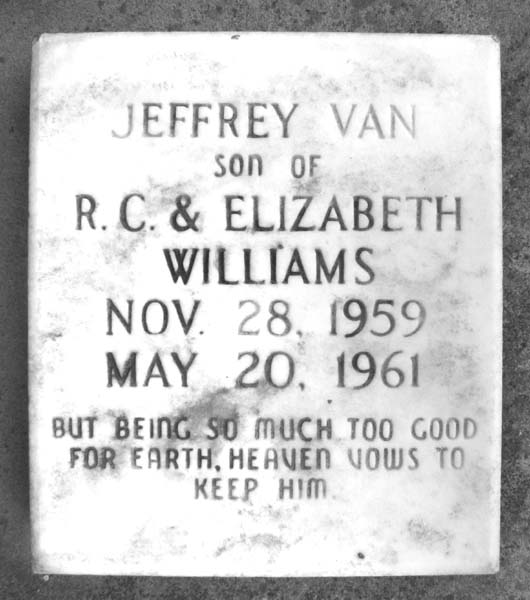 JEFFREY VAN
SON OF
R. C. & ELIZABETH
WILLIAMS
NOV. 28, 1959
MAY 20, 1961
BUT BEING SO MUCH TOO GOOD
FOR EARTH, HEAVEN VOWS TO
KEEP HIM.